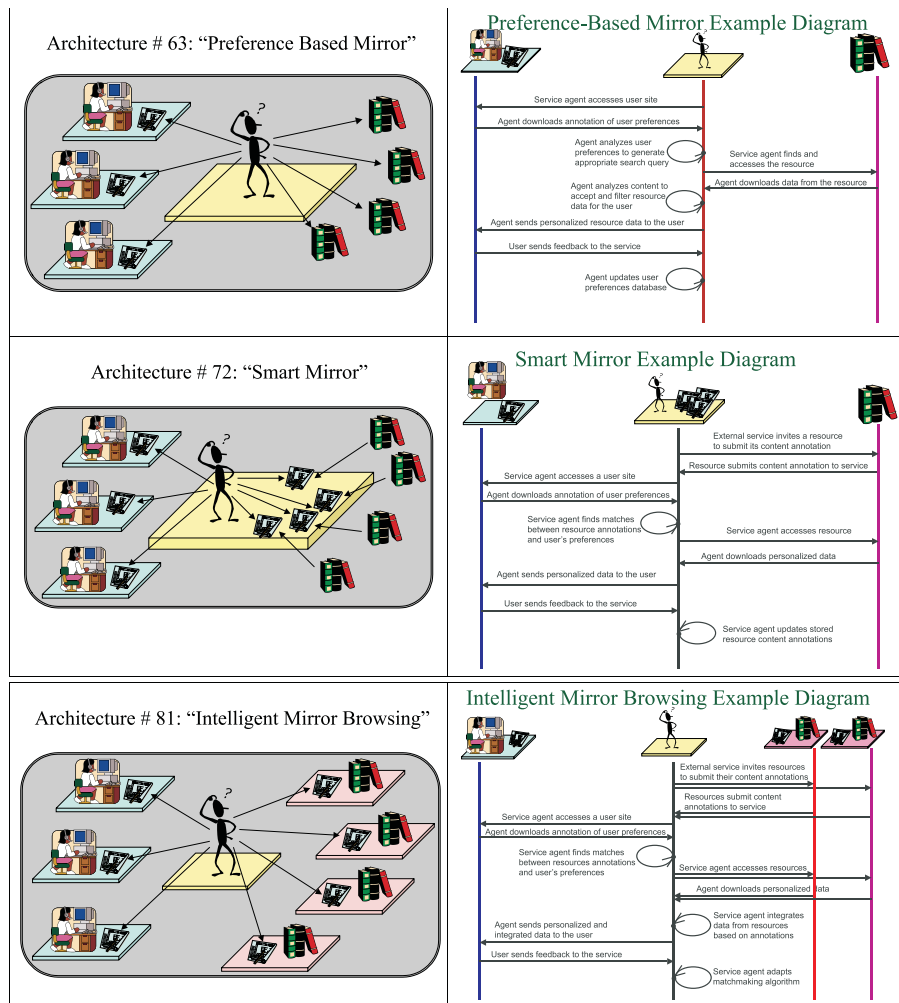 Architecture # 63: “Preference Based Mirror”
?
Preference-Based Mirror Example Diagram
?
Service agent accesses user site
Agent downloads annotation of user preferences
Agent analyzes user
preferences to generate
appropriate search query
Service agent finds and
accesses the resource
Agent downloads data from the resource
Agent analyzes content to
accept and filter resource
data for the user
Agent sends personalized resource data to the user
User sends feedback to the service
Agent updates user
preferences database
Architecture # 72: “Smart Mirror”
?
Smart Mirror Example Diagram
?
External service invites a resource
to submit its content annotation
Resource submits content annotation to service
Service agent accesses a user site
Agent downloads annotation of user preferences
Service agent finds matches
between resource annotations
and user's preferences
Service agent accesses resource
Agent downloads personalized data
Agent sends personalized data to the user
User sends feedback to the service
Service agent updates stored
resource content annotations
Architecture # 81: “Intelligent Mirror Browsing”
?
Intelligent Mirror Browsing Example Diagram
?
External service invites resources
to submit their content annotations
Resources submit content
annotations to service
Service agent accesses a user site
Agent downloads annotation of user preferences
Service agent finds matches
between resources annotations
and user's preferences
Service agent accesses resources
Agent downloads personalized data
Service agent integrates
data from resources
based on annotations
Agent sends personalized and
integrated data to the user
User sends feedback to the service
Service agent adapts
matchmaking algorithm